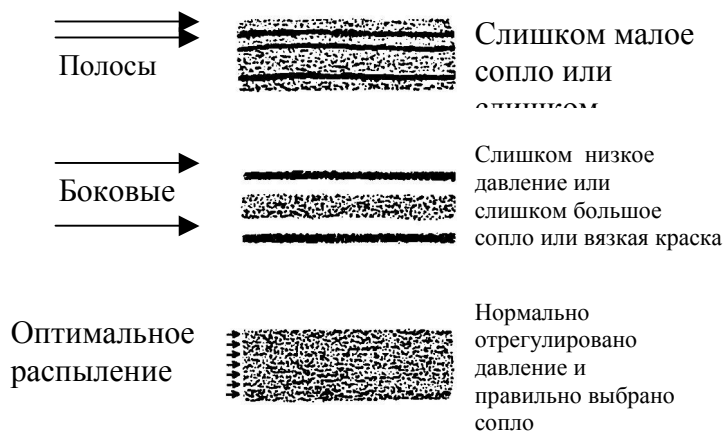 Полосы
Слишком малое
сопло или
слишком
Боковые
Слишком низкое
давление или
слишком большое
сопло или вязкая краска
Оптимальное
распыление
Нормально
отрегулировано
давление и
правильно выбрано
сопло